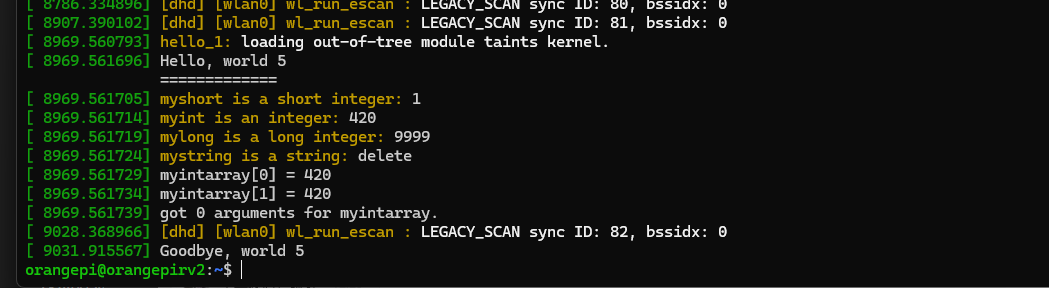 [ 8786.334896] [dhd] [wlan0] wl_run_escan : LEGACY_SCAN sync ID: 80, bssidx: 0
[ 8907.390102] [dhd] [wlan0] wl_run_escan : LEGACY_SCAN sync ID: 81, bssidx: 0
[ 8969.560793] hello_1: loading out-of-tree module taints kernel.
[ 8969.561696] Hello, world 5
=============
[ 8969.561705] myshort is a short integer: 1
[ 8969.561714] myint is an integer: 420
[ 8969.561719] mylong is a long integer: 9999
[ 8969.561724] mystring is a string: delete
[ 8969.561729] myintarray[0] = 420
[ 8969.561734] myintarray[1] = 420
[ 8969.561739] got 0 arguments for myintarray.
[ 9028.368966] [dhd] [wlan0] wl_run_escan : LEGACY_SCAN sync ID: 82, bssidx: 0
[ 9031.915567] Goodbye, world 5
orangepi@orangepirv2:~$